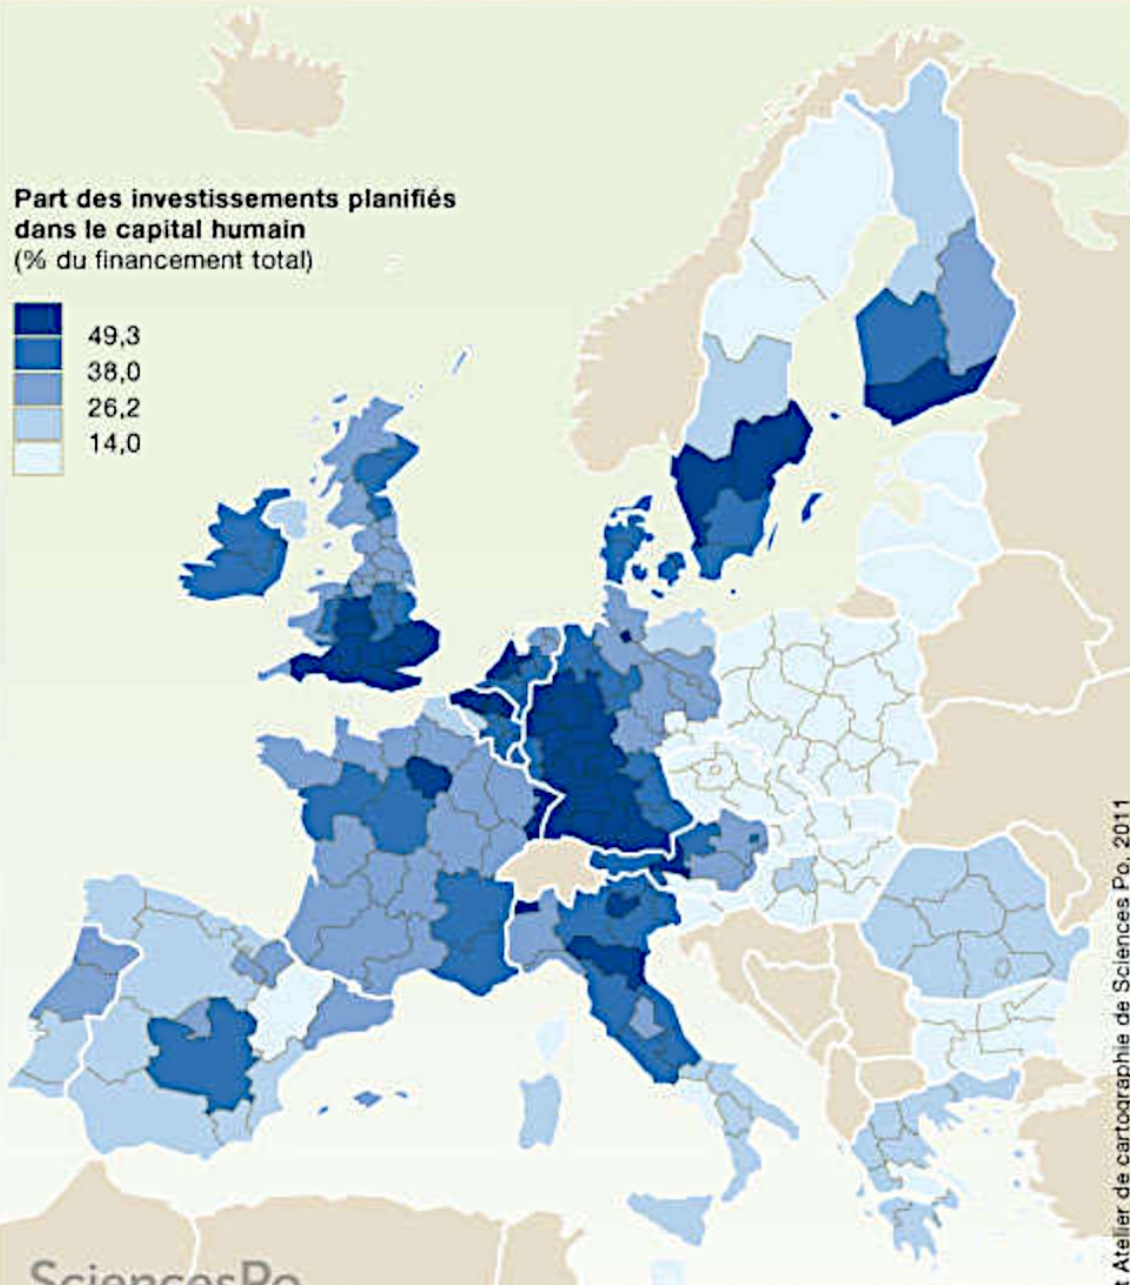 Part des investissements planifiés
dans le capital humain
(% du financement total)
49,3
38,0
26,2
14,0
Atelier de cartographie de Sciences Po, 2011
SciencesPo